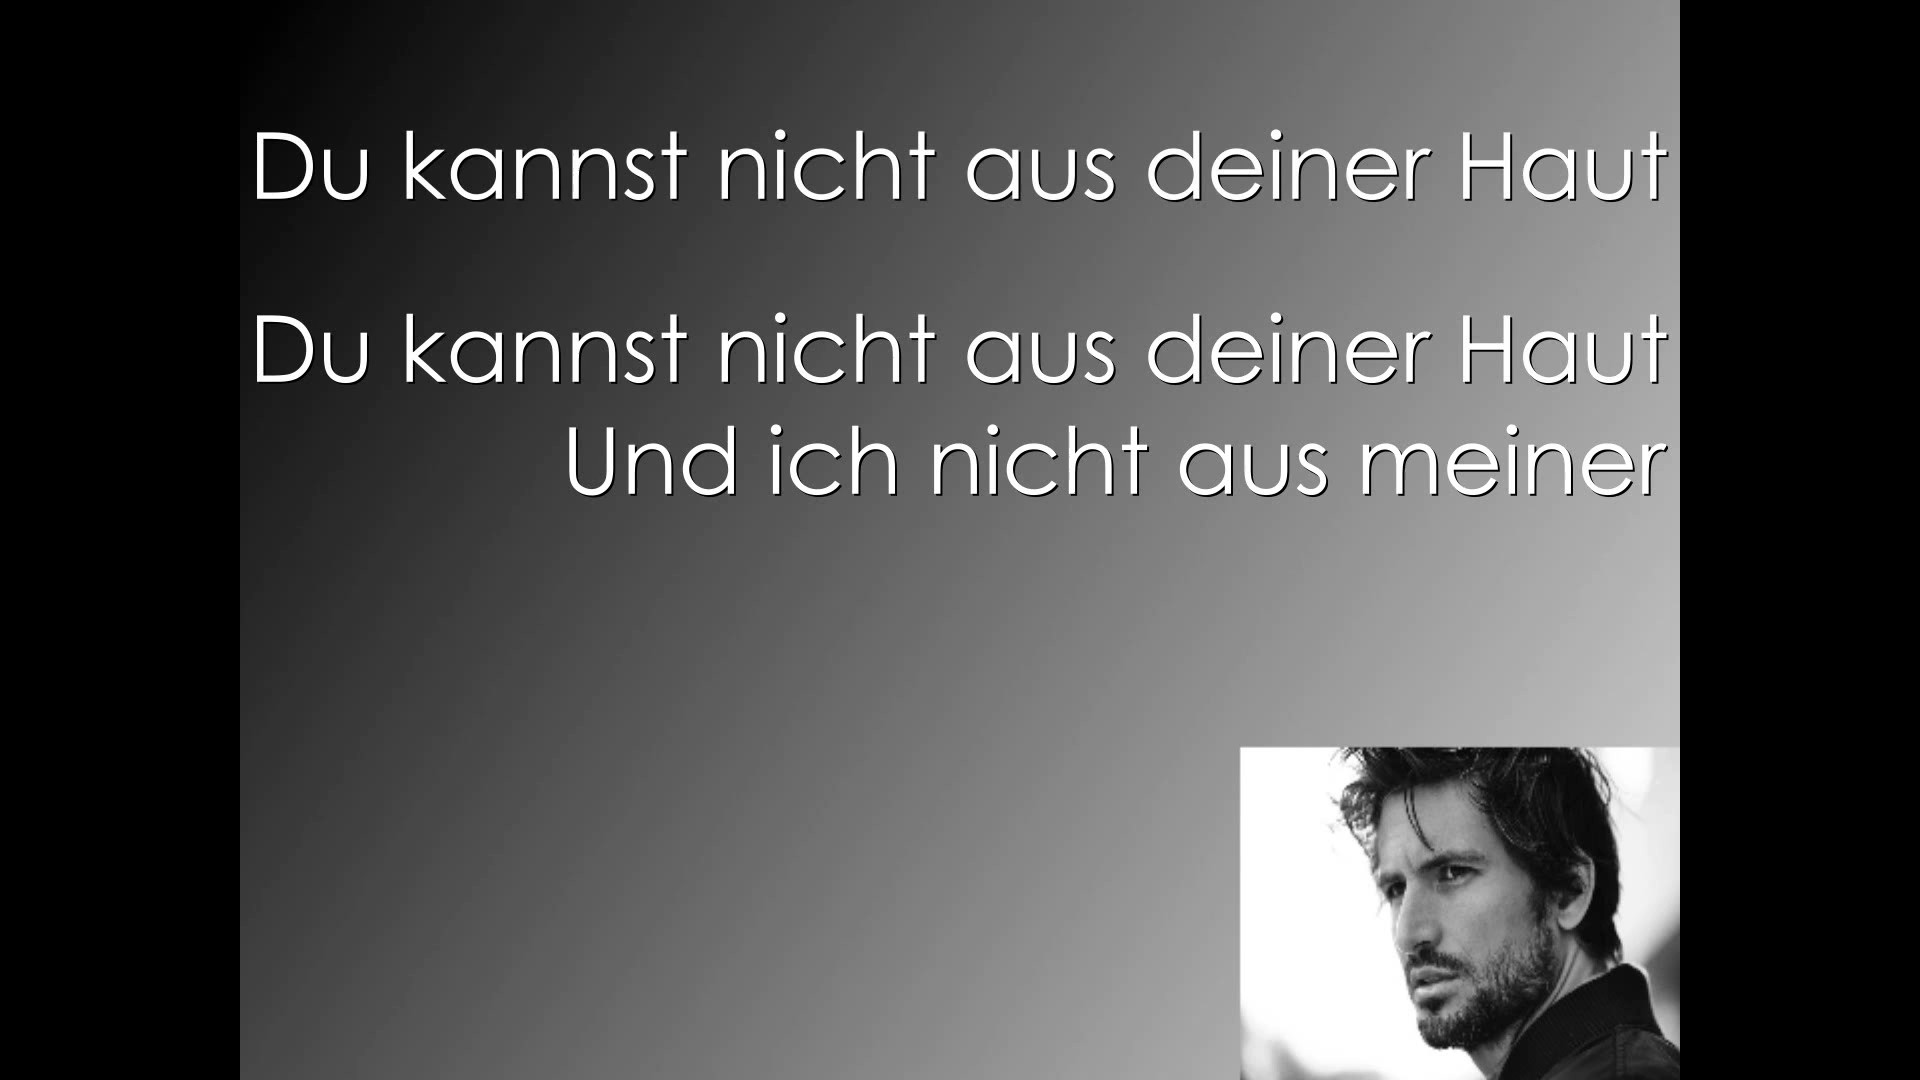 Du kannst nicht aus deiner Haut
Du kannst nicht aus deiner Haut
Und ich nicht aus meiner